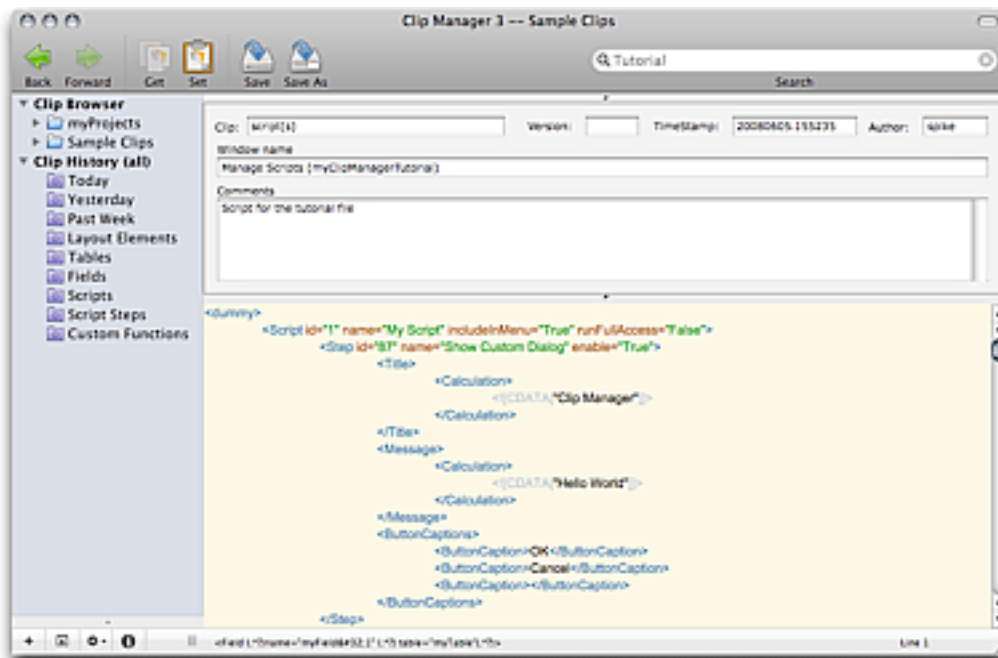 Clip Manager 3 -- Sample Clips
Back Forward Get Set Save Save As
Tutorial
Search
Clip Browser
myProjects
Sample Clips
Clip History (all)
Today
Yesterday
Past Week
Layout Elements
Tables
Fields
Scripts
Script Steps
Custom Functions
Clip: script(s) Version: TimeStamp: 20080605.155235 Author: spike
Window name
Manage Scripts (myClipManagerTutorial)
Comments
Script for the tutorial file
<dummy>
<Script id="1" name="My Script" includeInMenu="True" runFullAccess="False">
<Step id="87" name="Show Custom Dialog" enable="True">
<Title>
<Calculation>
<![CDATA["Clip Manager"]]>
</Calculation>
</Title>
<Message>
<Calculation>
<![CDATA["Hello World"]]>
</Calculation>
</Message>
<ButtonCaptions>
<ButtonCaption>OK</ButtonCaption>
<ButtonCaption>Cancel</ButtonCaption>
<ButtonCaption></ButtonCaption>
</ButtonCaptions>
</Step>
Line 1